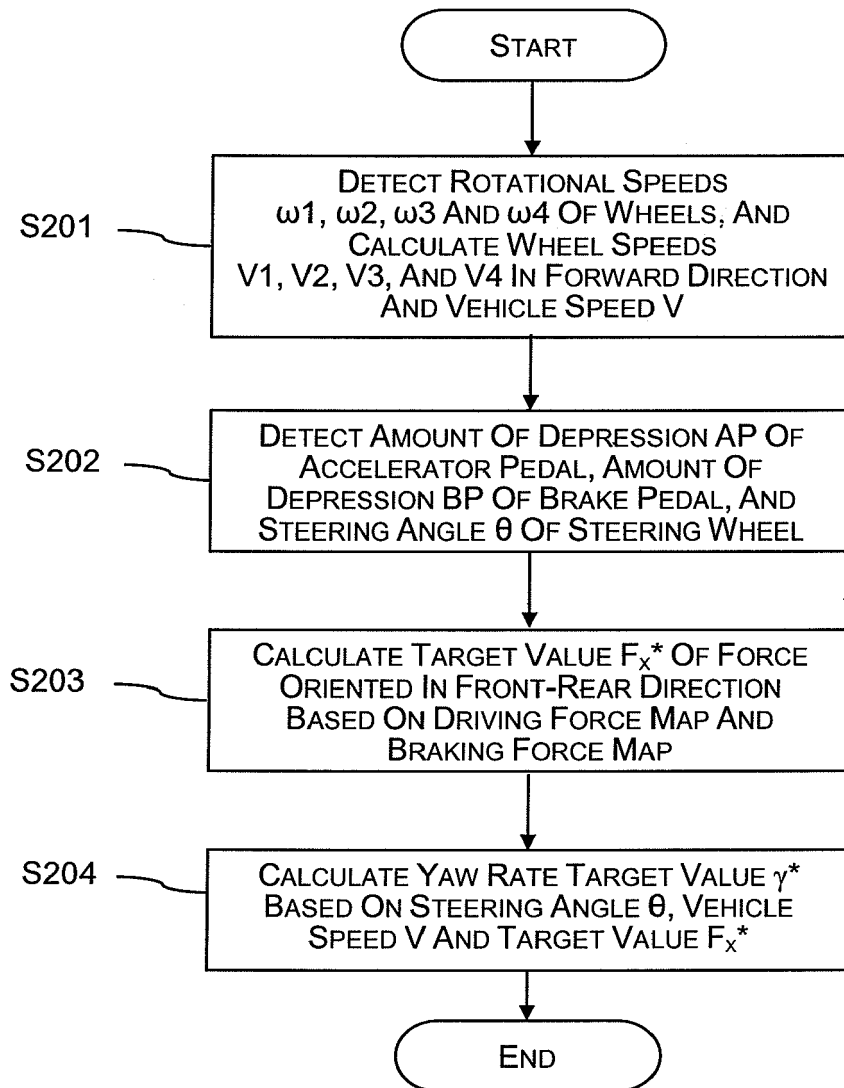 START
S201
DETECT ROTATIONAL SPEEDS
ω1, ω2, ω3 AND ω4 OF WHEELS, AND
CALCULATE WHEEL SPEEDS
V1, V2, V3, AND V4 IN FORWARD DIRECTION
AND VEHICLE SPEED V
S202
DETECT AMOUNT OF DEPRESSION AP OF
ACCELERATOR PEDAL, AMOUNT OF
DEPRESSION BP OF BRAKE PEDAL, AND
STEERING ANGLE θ OF STEERING WHEEL
S203
CALCULATE TARGET VALUE Fx* OF FORCE
ORIENTED IN FRONT-REAR DIRECTION
BASED ON DRIVING FORCE MAP AND
BRAKING FORCE MAP
S204
CALCULATE YAW RATE TARGET VALUE γ*
BASED ON STEERING ANGLE θ, VEHICLE
SPEED V AND TARGET VALUE Fx*
END